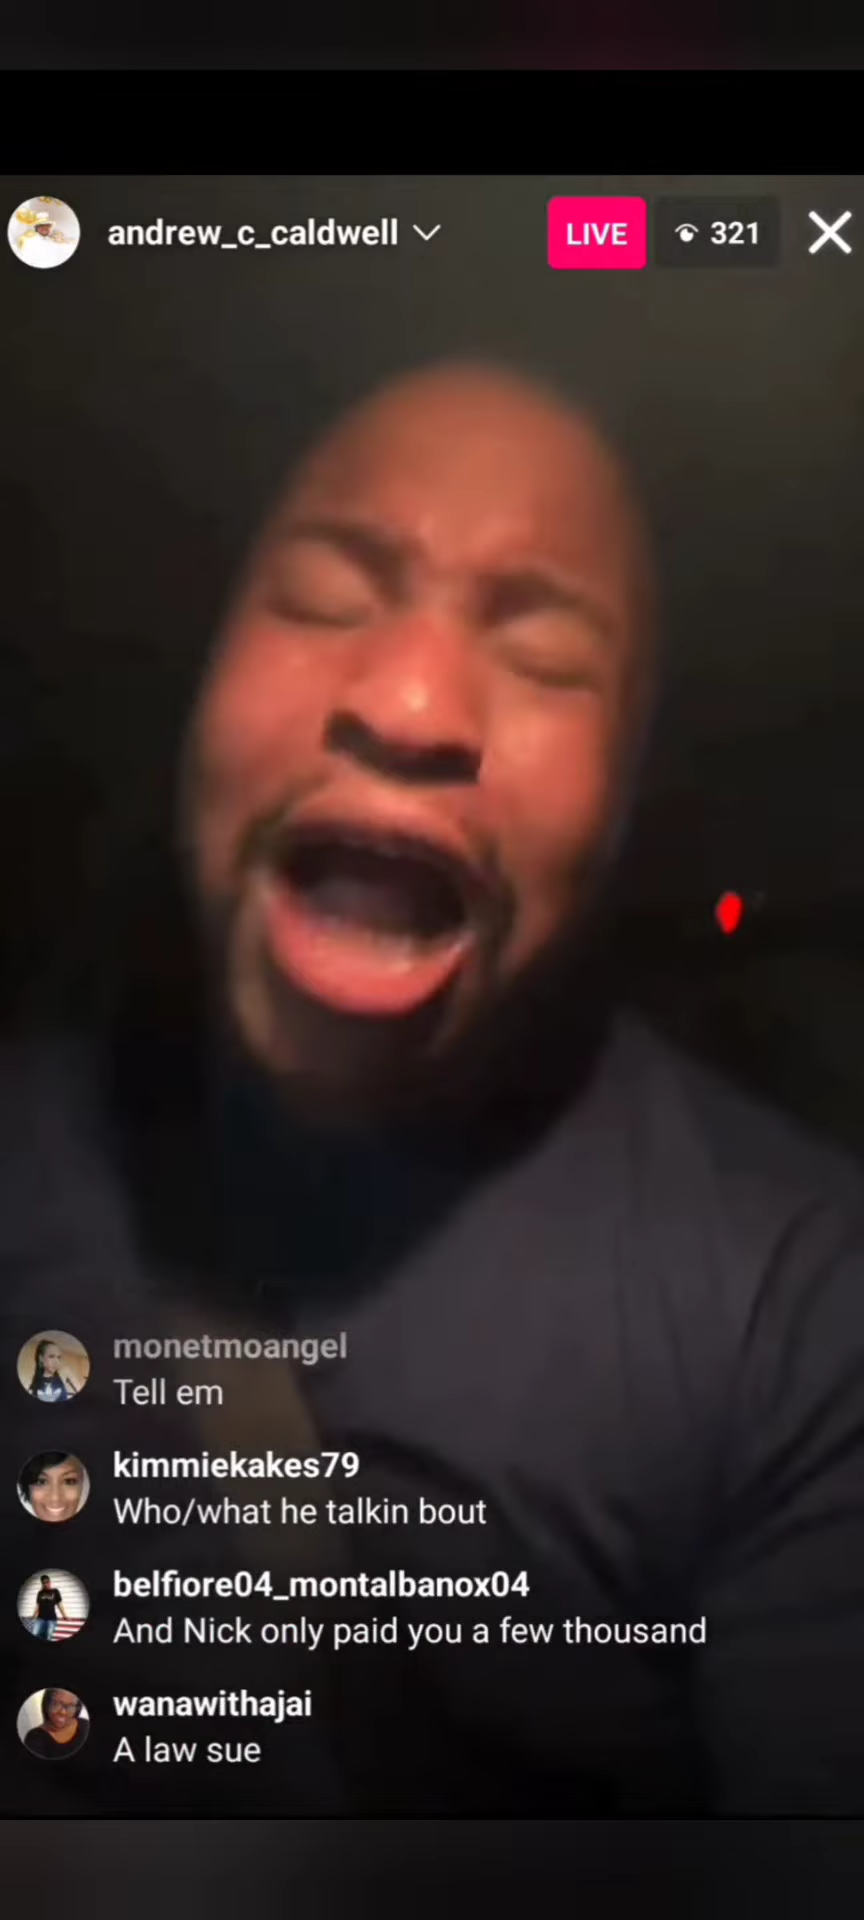 andrew_c_caldwell
LIVE
321
monetmoangel
Tell em
kimmiekakes79
Who/what he talkin bout
belfiore04_montalbanox04
And Nick only paid you a few thousand
wanawithajai
A law sue